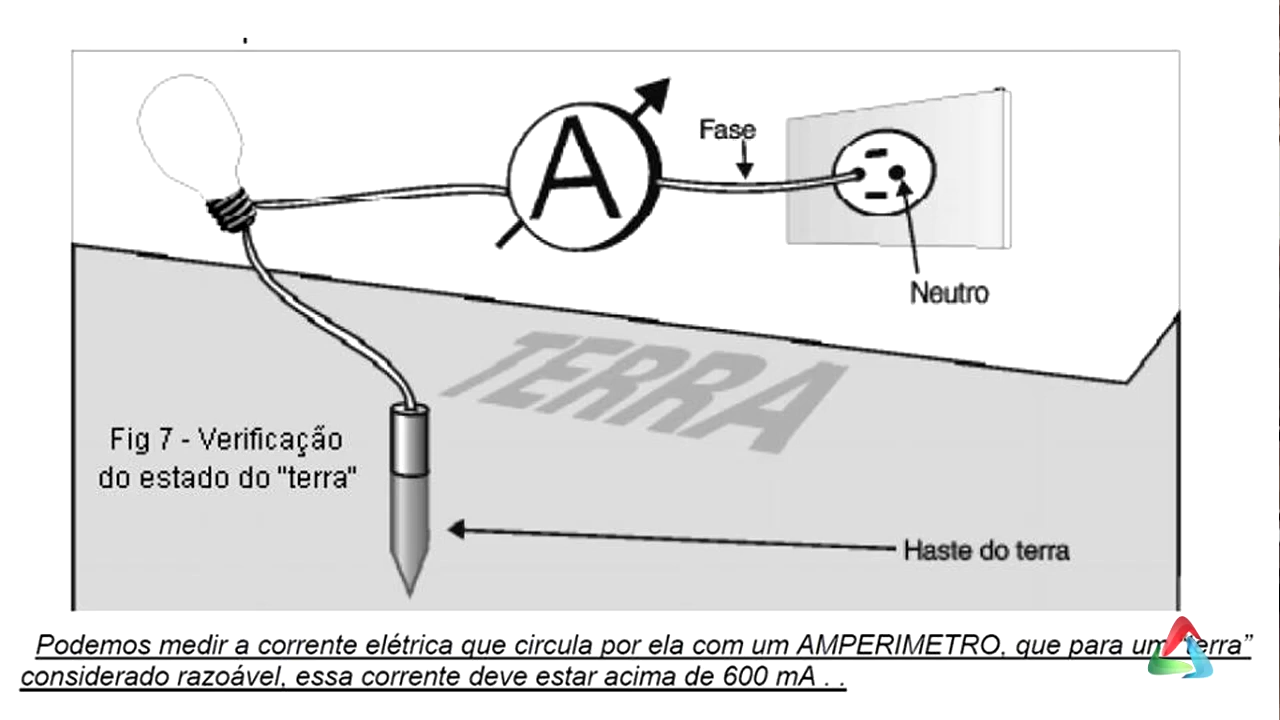 A
Fase
Neutro
TERRA
Fig 7 - Verificação
do estado do "terra"
Haste do terra
Podemos medir a corrente elétrica que circula por ela com um AMPERIMETRO, que para um "terra”
considerado razoável, essa corrente deve estar acima de 600 mA . .